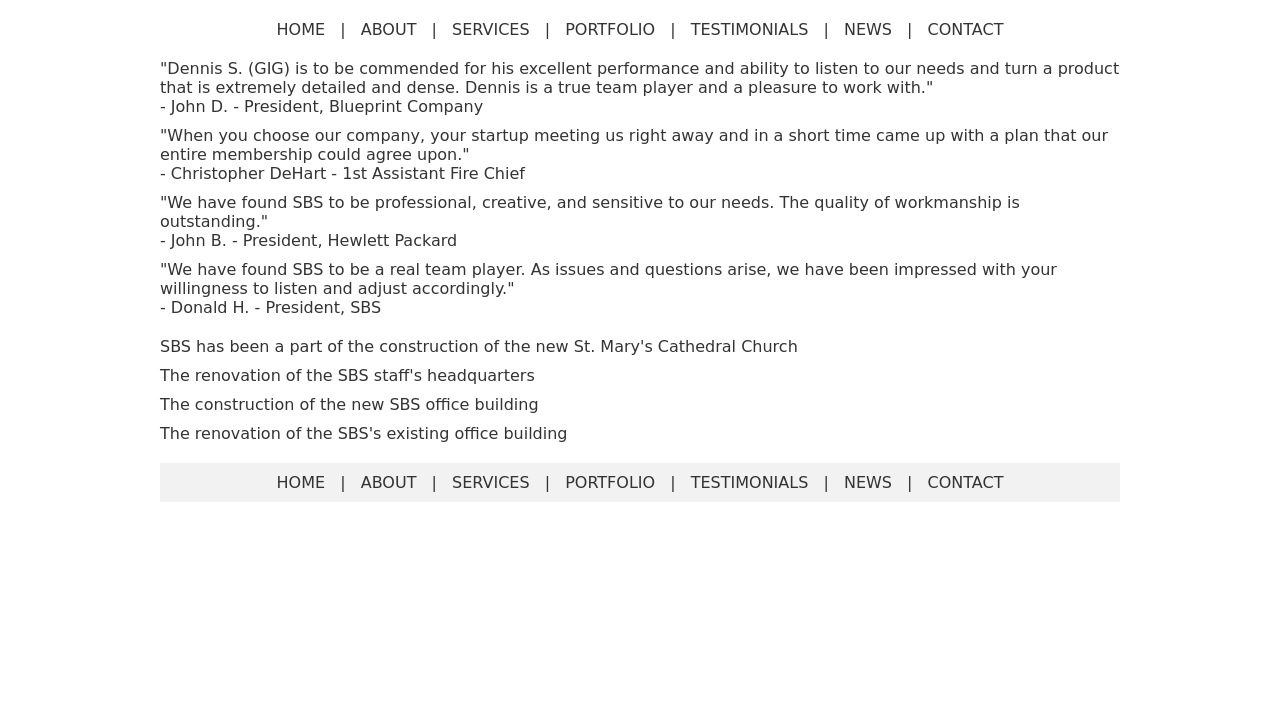 HOME | ABOUT | SERVICES | PORTFOLIO | TESTIMONIALS | NEWS | CONTACT
"Dennis S. (GIG) is to be commended for his excellent performance and ability to listen to our needs and turn a product
that is extremely detailed and dense. Dennis is a true team player and a pleasure to work with."
- John D. - President, Blueprint Company
"When you choose our company, your startup meeting us right away and in a short time came up with a plan that our
entire membership could agree upon."
- Christopher DeHart - 1st Assistant Fire Chief
"We have found SBS to be professional, creative, and sensitive to our needs. The quality of workmanship is
outstanding."
- John B. - President, Hewlett Packard
"We have found SBS to be a real team player. As issues and questions arise, we have been impressed with your
willingness to listen and adjust accordingly."
- Donald H. - President, SBS
SBS has been a part of the construction of the new St. Mary's Cathedral Church
The renovation of the SBS staff's headquarters
The construction of the new SBS office building
The renovation of the SBS's existing office building
HOME | ABOUT | SERVICES | PORTFOLIO | TESTIMONIALS | NEWS | CONTACT